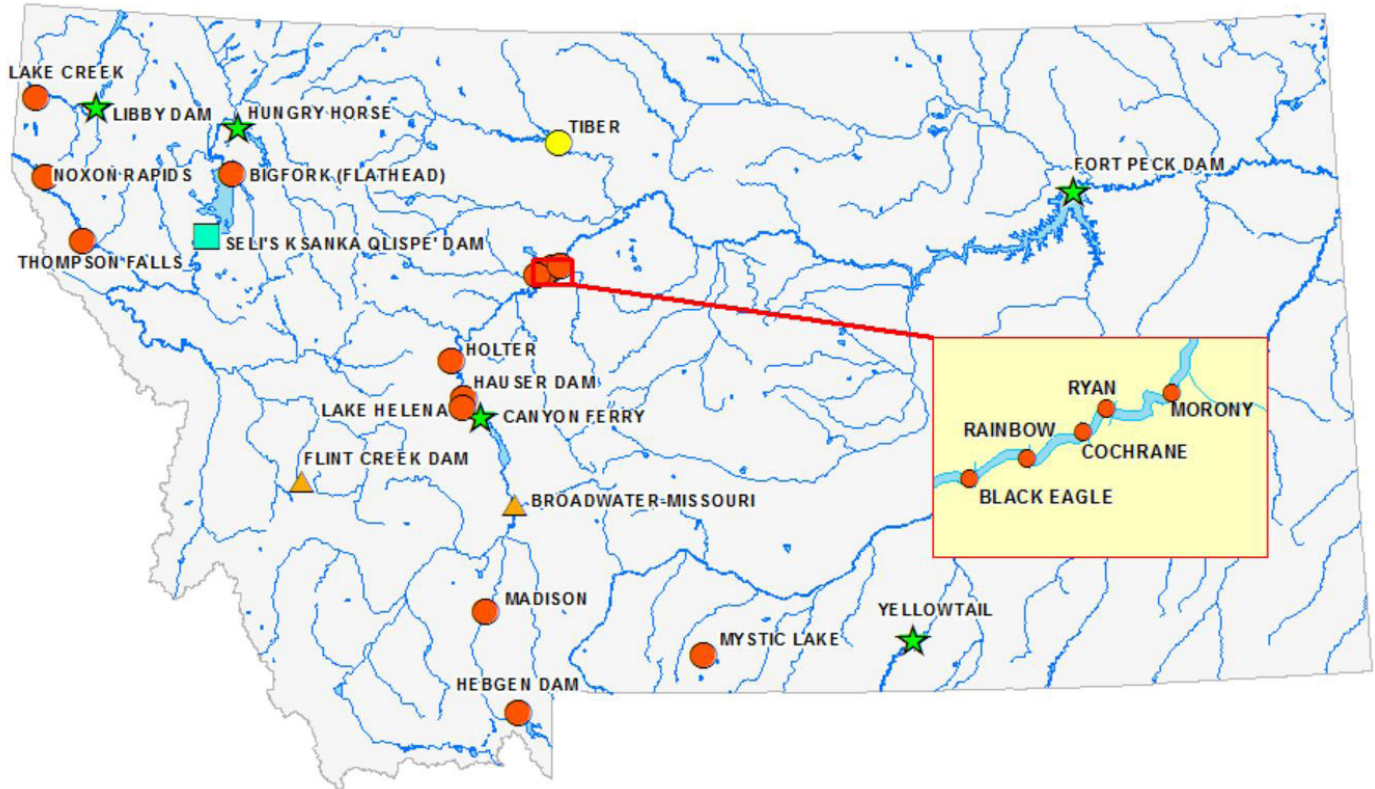 LAKE CREEK
LIBBY DAM
HUNGRY HORSE
TIBER
FORT PECK DAM
NOXON RAPIDS
BIGFORK (FLATHEAD)
SELI'S KSANKA QLISPE' DAM
THOMPSON FALLS
HOLTER
HAUSER DAM
LAKE HELENA
CANYON FERRY
RYAN
MORONY
RAINBOW
COCHRANE
BLACK EAGLE
FLINT CREEK DAM
BROADWATER-MISSOURI
MADISON
MYSTIC LAKE
YELLOWTAIL
HEBGEN DAM